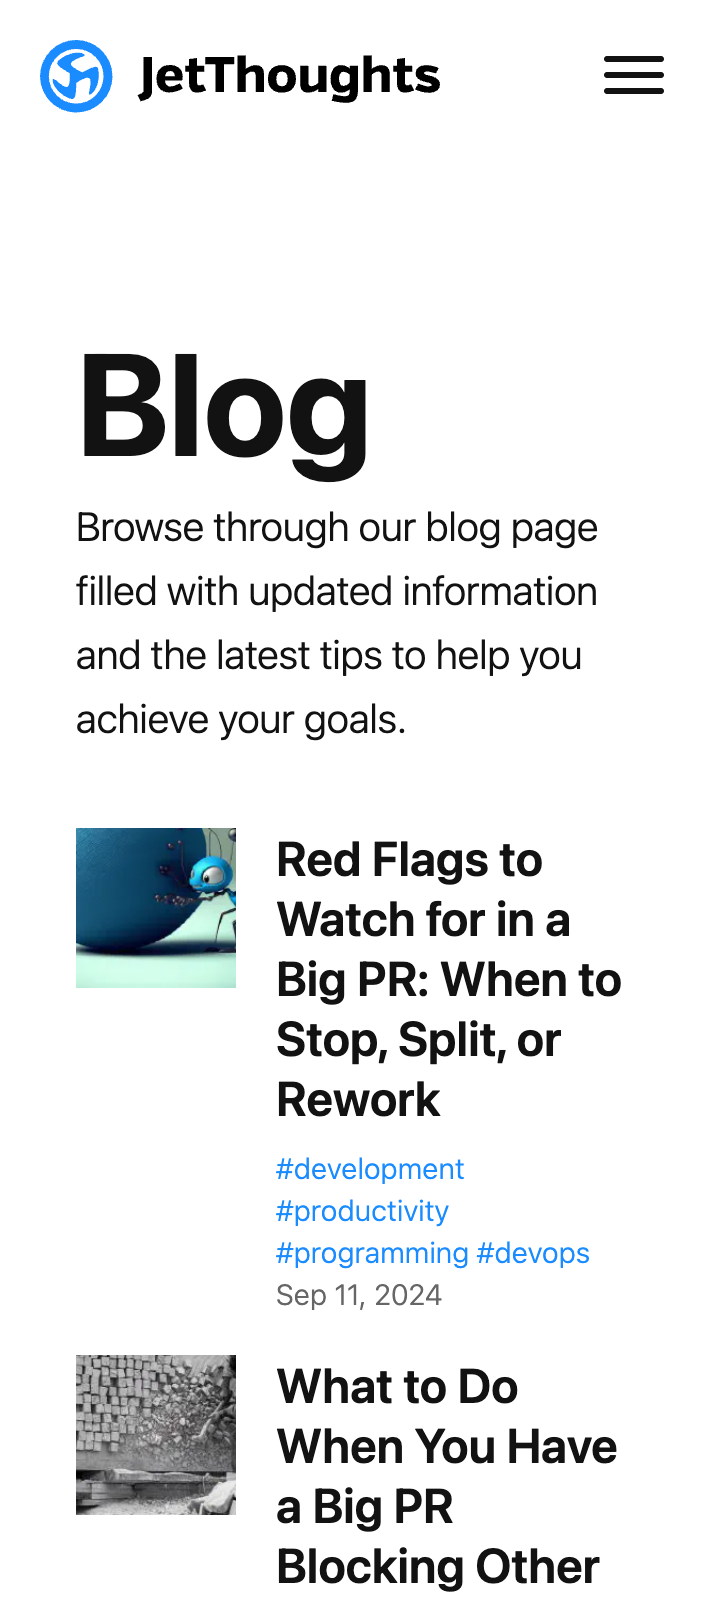 JetThoughts
Blog
Browse through our blog page
filled with updated information
and the latest tips to help you
achieve your goals.
Red Flags to
Watch for in a
Big PR: When to
Stop, Split, or
Rework
#development
#productivity
#programming #devops
Sep 11, 2024
What to Do
When You Have
a Big PR
Blocking Other